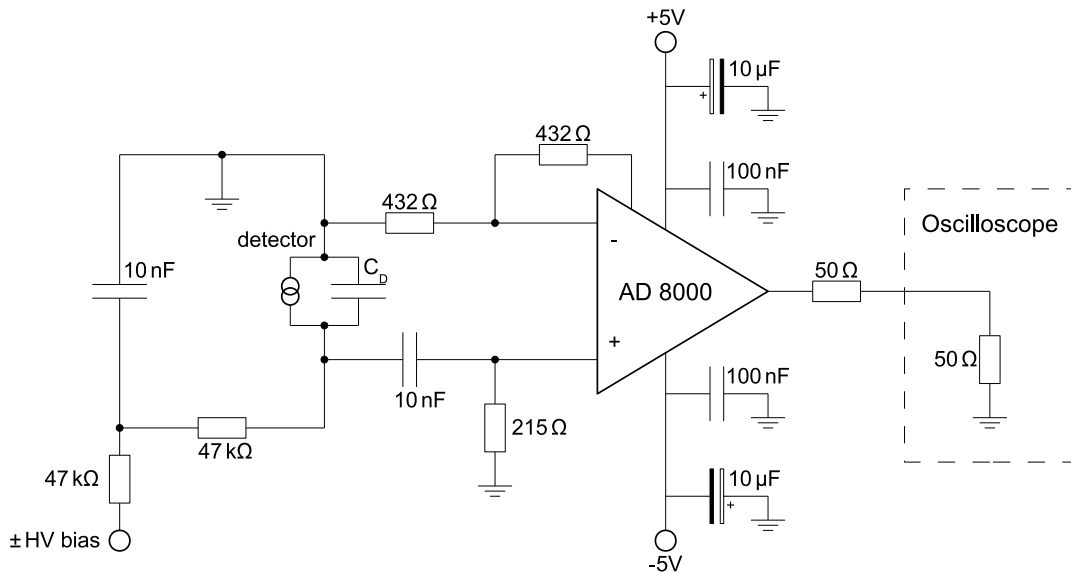 +5V
10 µF
+
432 Ω
100 nF
432 Ω
Oscilloscope
detector
C_D
-
10 nF
50 Ω
AD 8000
+
50 Ω
100 nF
10 nF
215 Ω
47 kΩ
47 kΩ
10 µF
+
± HV bias
-5V